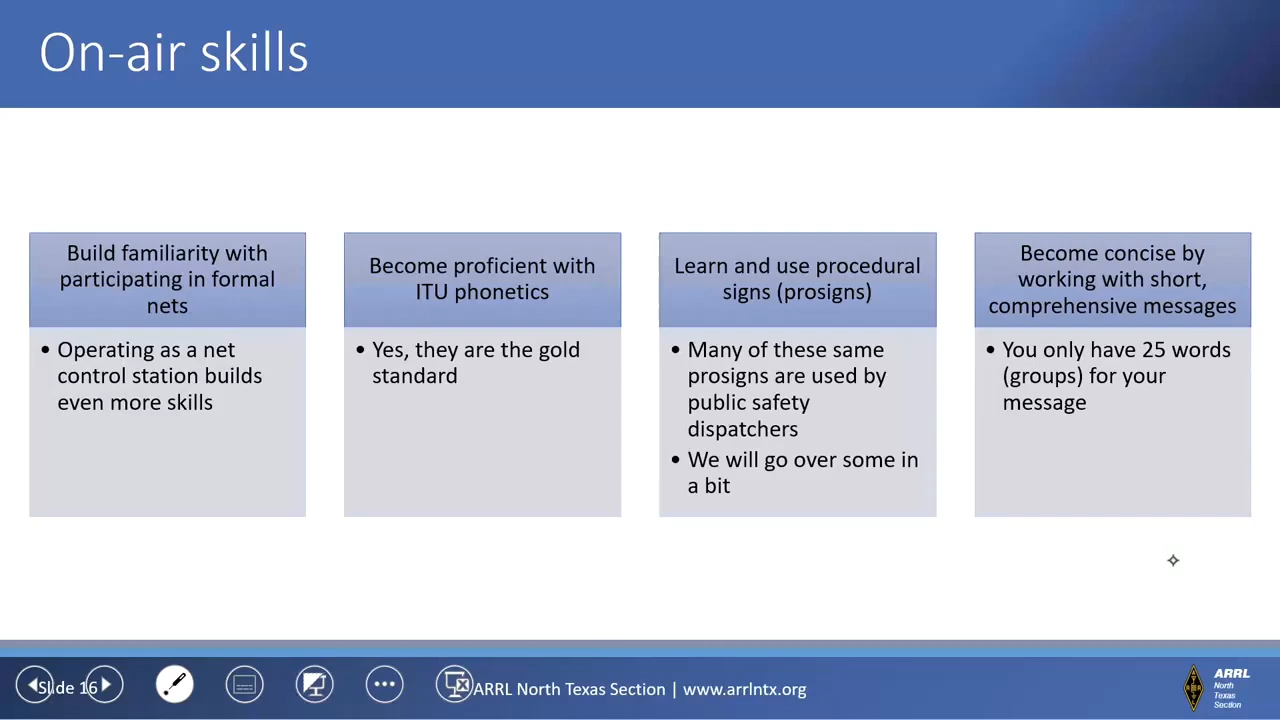 On-air skills
Build familiarity with
participating in formal
nets
• Operating as a net
control station builds
even more skills
Become proficient with
ITU phonetics
• Yes, they are the gold
standard
Learn and use procedural
signs (prosigns)
• Many of these same
prosigns are used by
public safety
dispatchers
• We will go over some in
a bit
Become concise by
working with short,
comprehensive messages
• You only have 25 words
(groups) for your
message
Slide 16
ARRL North Texas Section | www.arrlntx.org
ARRL
North
Texas
Section